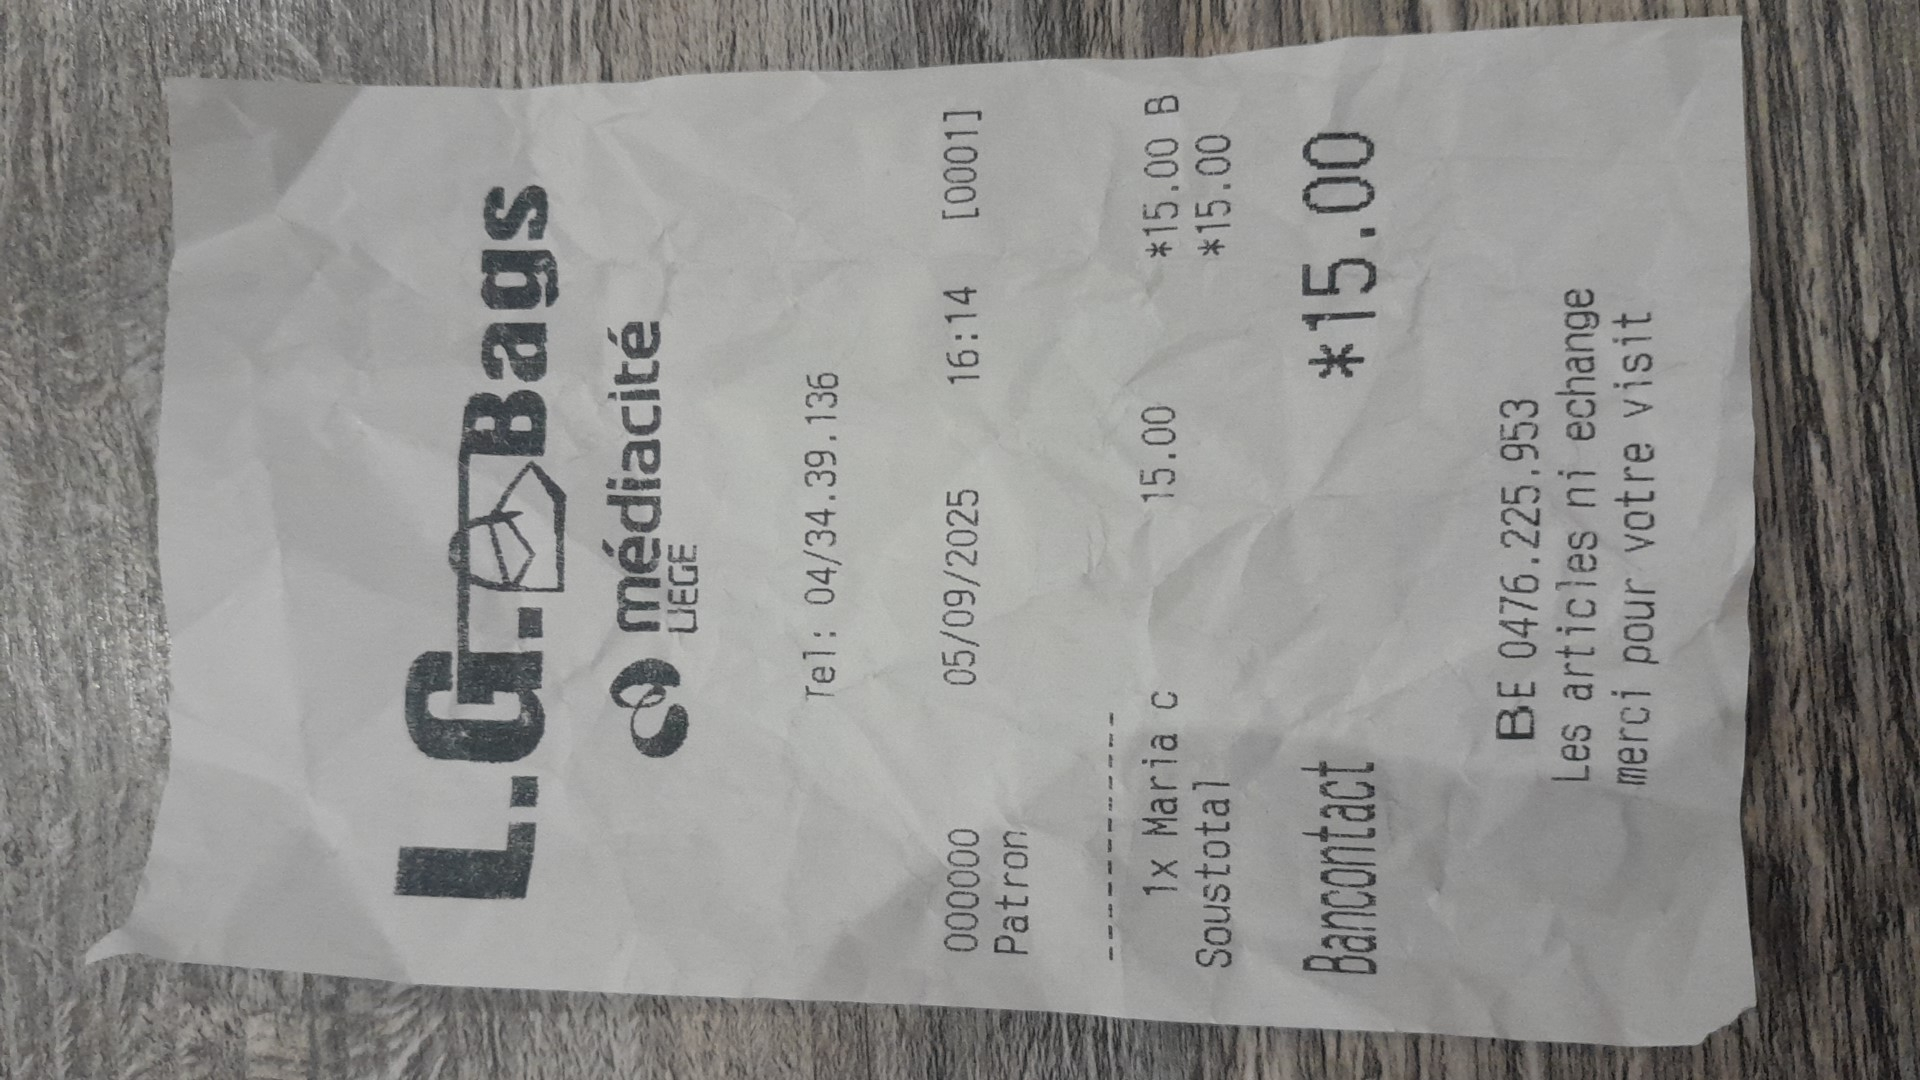 L.G. Bags
médiacité
LIEGE
Tel: 04/34.39.136
000000 05/09/2025 16:14 [0001]
Patron
-----------
1x Maria c 15.00 *15.00 B
Soustotal *15.00
Bancontact *15.00
BE 0476.225.953
Les articles ni echange
merci pour votre visit